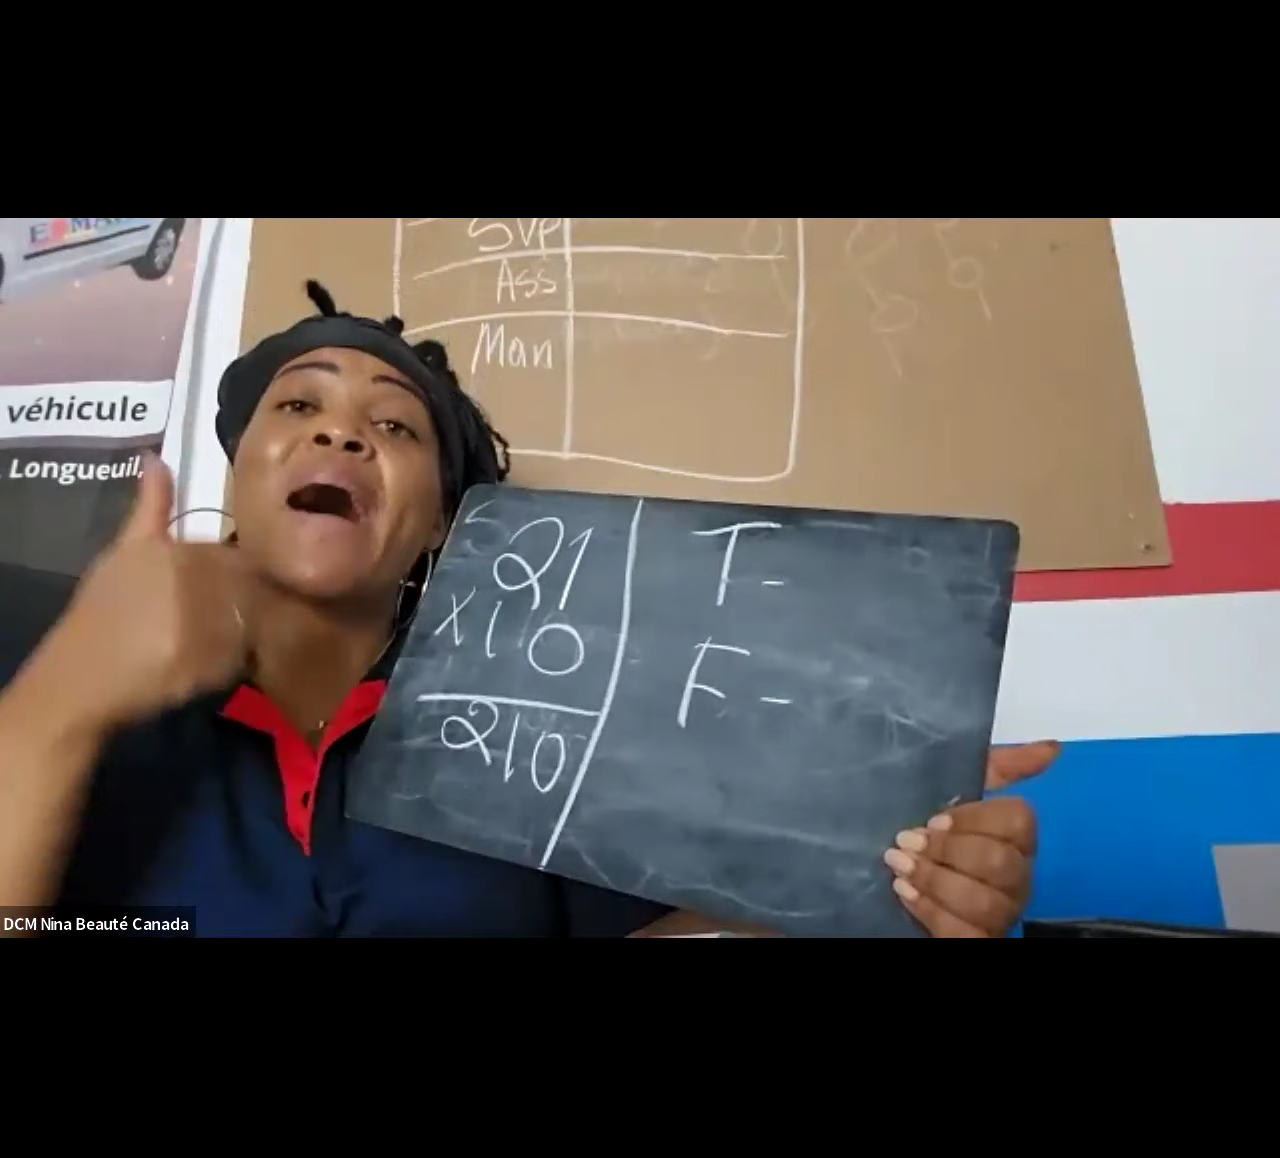 SVP
Ass
Man
véhicule
Longueuil,
21
x10
210
T-
F-
DCM Nina Beauté Canada